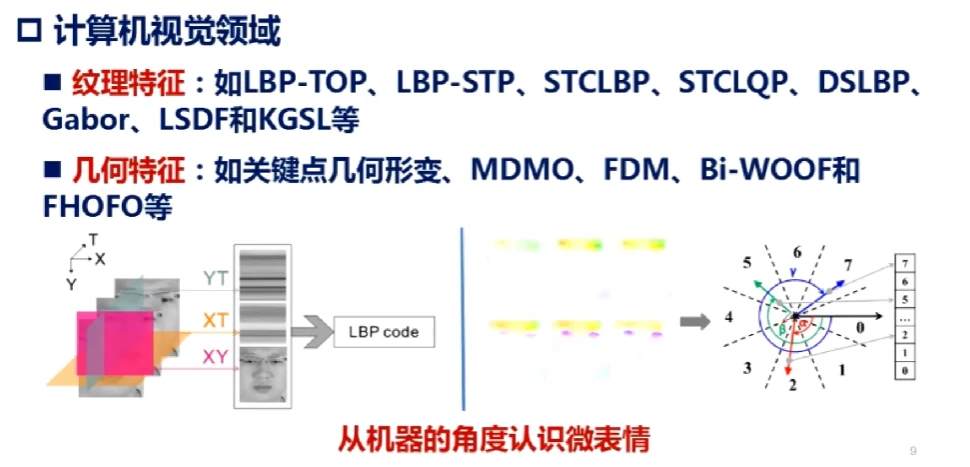 计算机视觉领域
纹理特征：如LBP-TOP、LBP-STP、STCLBP、STCLQP、DSLBP、
Gabor、LSDF和KGSL等
几何特征：如关键点几何形变、MDMO、FDM、Bi-WOOF和
FHOFO等
T
X
Y
YT
XT
XY
LBP code
6
5
7
γ
4
β
α
0
3
2
1
7
6
5
...
2
1
0
从机器的角度认识微表情
9